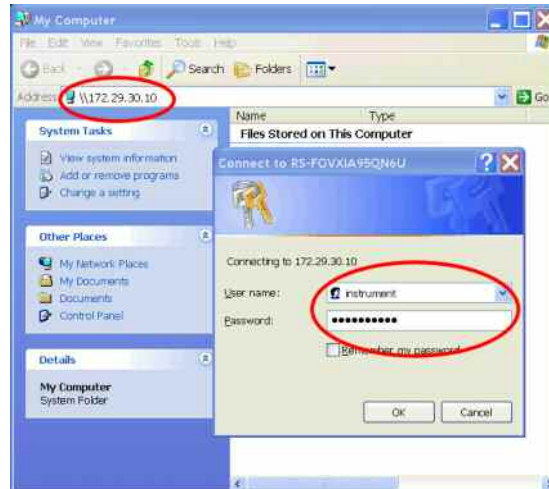 My Computer
File Edit View Favorites Tools Help
Back Search Folders
Address \\172.29.30.10 Go
Name Type
Files Stored on This Computer
System Tasks
View system information
Add or remove programs
Change a setting
Other Places
My Network Places
My Documents
Documents
Control Panel
Details
My Computer
System Folder
Connect to RS-FOVXIA95QN6U
Connecting to 172.29.30.10
User name: instrument
Password: ●●●●●●●●●●
Remember my password
OK Cancel